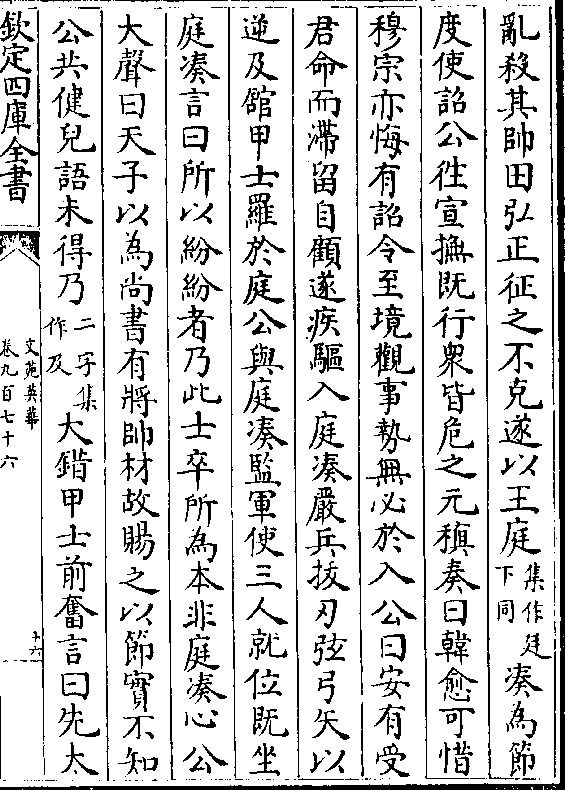 亂殺其帥田弘正征之不克遂以王庭集作廷下同湊為節
度使詔公徃宣撫既行衆皆危之元稹奏曰韓愈可惜
穆宗亦悔有詔令至境觀事勢無必於入公曰安有受
君命而滯留自顧遂疾驅入庭湊嚴兵拔刃弦弓矢以
逆及館甲士羅於庭公與庭湊監軍使三人就位既坐
庭湊言曰所以紛紛者乃此士卒所為本非庭湊心公
大聲曰天子以為尚書有將帥材故賜之以節實不知
公共健兒語未得乃二字集作及大錯甲士前奮言曰先太
欽定四庫全書
文苑英華
卷九百七十六
十六